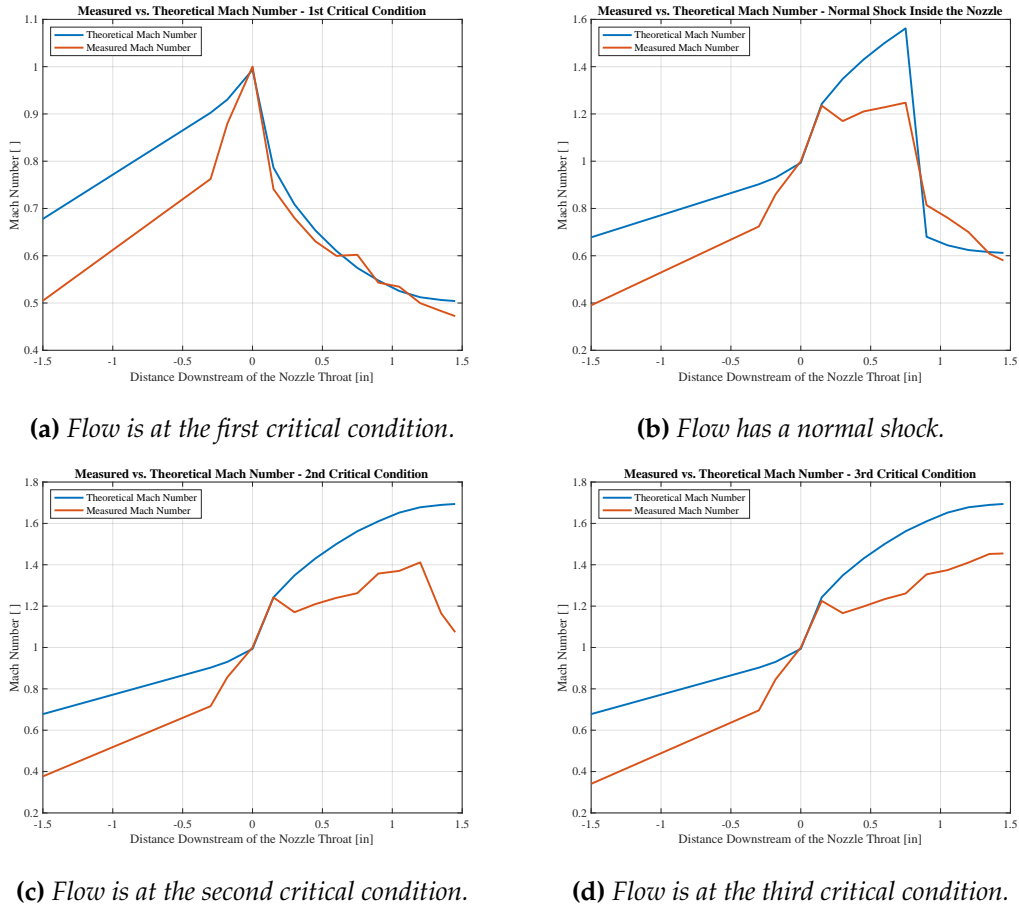 Measured vs. Theoretical Mach Number - 1st Critical Condition
1.1
1
0.9
0.8
0.7
0.6
0.5
0.4
Mach Number [ ]
Theoretical Mach Number
Measured Mach Number
-1.5 -1 -0.5 0 0.5 1 1.5
Distance Downstream of the Nozzle Throat [in]
(a) Flow is at the first critical condition.
Measured vs. Theoretical Mach Number - Normal Shock Inside the Nozzle
1.6
1.4
1.2
1
0.8
0.6
0.4
0.2
Mach Number [ ]
Theoretical Mach Number
Measured Mach Number
-1.5 -1 -0.5 0 0.5 1 1.5
Distance Downstream of the Nozzle Throat [in]
(b) Flow has a normal shock.
Measured vs. Theoretical Mach Number - 2nd Critical Condition
1.8
1.6
1.4
1.2
1
0.8
0.6
0.4
0.2
Mach Number [ ]
Theoretical Mach Number
Measured Mach Number
-1.5 -1 -0.5 0 0.5 1 1.5
Distance Downstream of the Nozzle Throat [in]
(c) Flow is at the second critical condition.
Measured vs. Theoretical Mach Number - 3rd Critical Condition
1.8
1.6
1.4
1.2
1
0.8
0.6
0.4
0.2
Mach Number [ ]
Theoretical Mach Number
Measured Mach Number
-1.5 -1 -0.5 0 0.5 1 1.5
Distance Downstream of the Nozzle Throat [in]
(d) Flow is at the third critical condition.